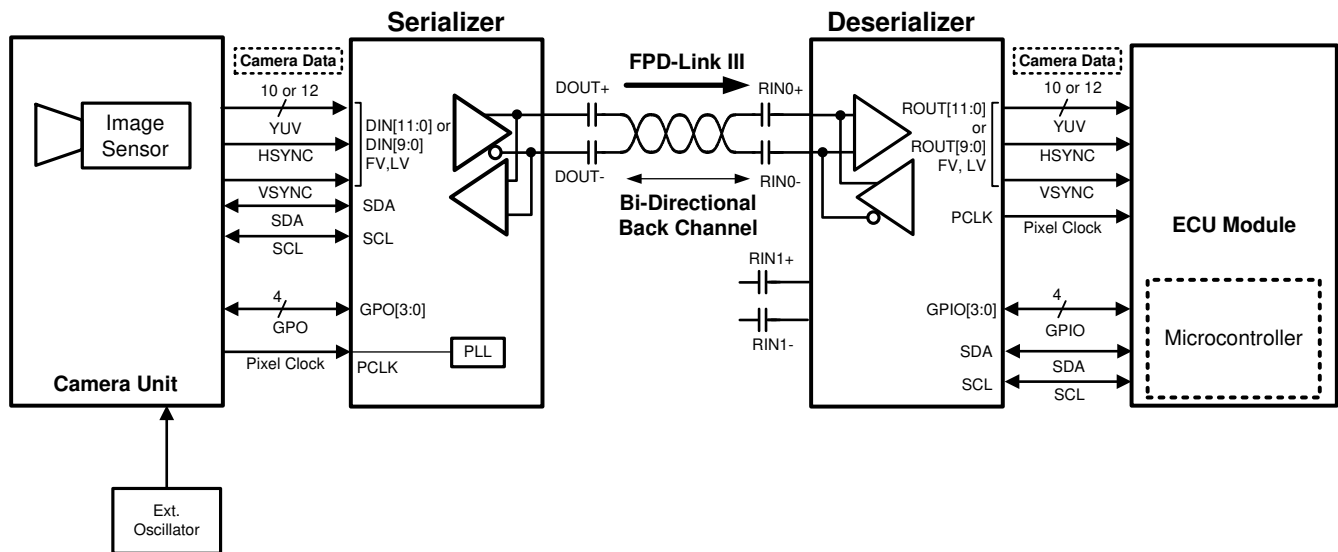 Serializer
Deserializer
Camera Data
FPD-Link III
Camera Data
10 or 12
YUV
HSYNC
VSYNC
SDA
SCL
4
GPO
Pixel Clock
Image
Sensor
Camera Unit
Ext.
Oscillator
DIN[11:0] or
DIN[9:0]
FV,LV
SDA
SCL
GPO[3:0]
PCLK
PLL
DOUT+
DOUT-
RIN0+
RIN0-
Bi-Directional
Back Channel
RIN1+
RIN1-
ROUT[11:0]
or
ROUT[9:0]
FV, LV
PCLK
GPIO[3:0]
SDA
SCL
10 or 12
YUV
HSYNC
VSYNC
Pixel Clock
4
GPIO
SDA
SCL
ECU Module
Microcontroller